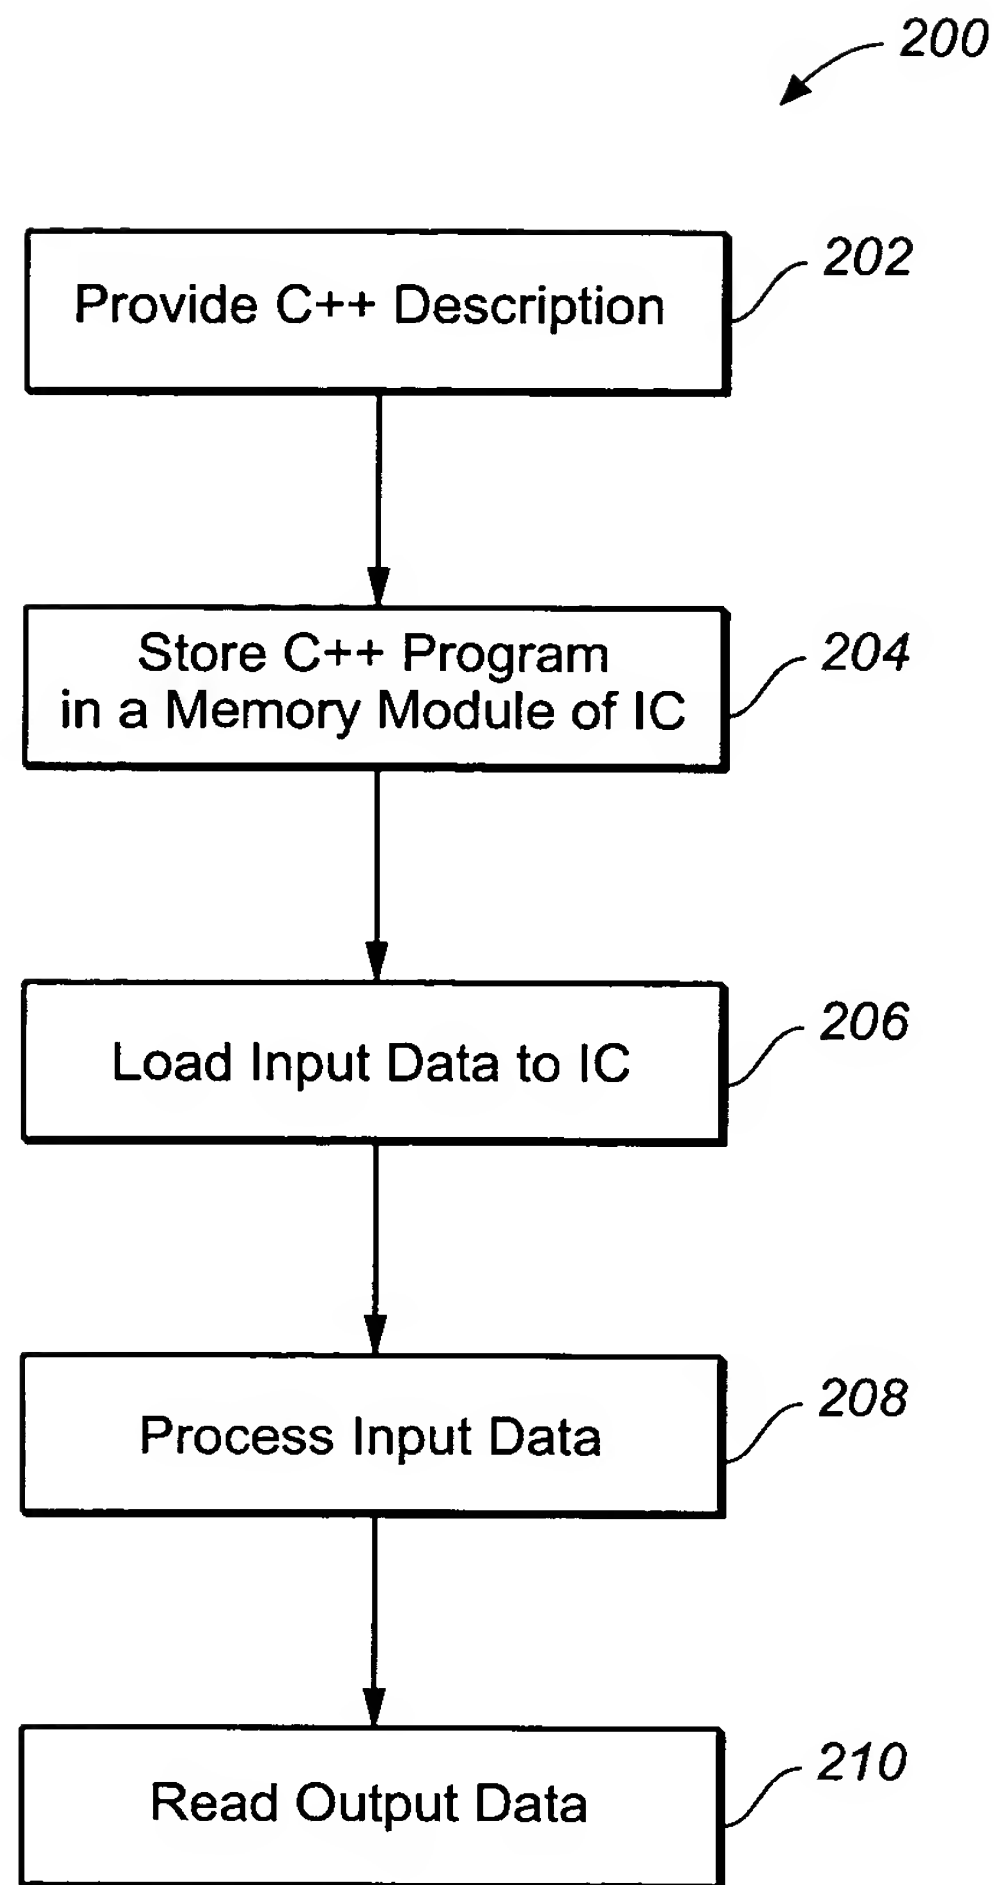 200
Provide C++ Description
202
Store C++ Program
in a Memory Module of IC
204
Load Input Data to IC
206
Process Input Data
208
Read Output Data
210